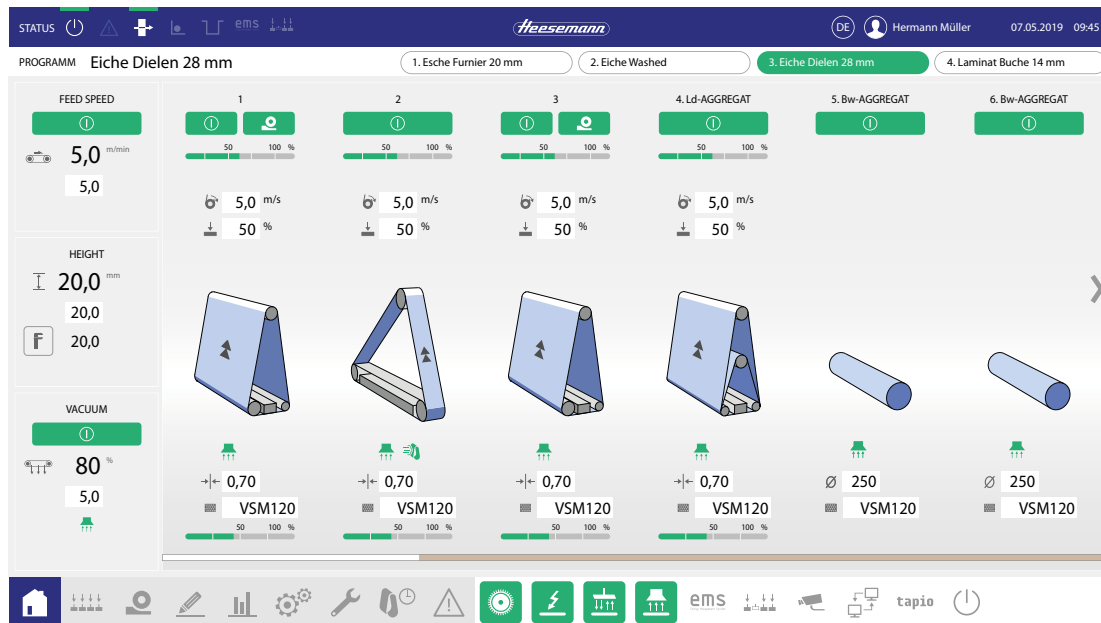 STATUS ems Heesemann DE Hermann Müller 07.05.2019 09:45
PROGRAMM Eiche Dielen 28 mm 1. Esche Furnier 20 mm 2. Eiche Washed 3. Eiche Dielen 28 mm 4. Laminat Buche 14 mm
FEED SPEED 1 2 3 4. Ld-AGGREGAT 5. Bw-AGGREGAT 6. Bw-AGGREGAT
50 100 % 50 100 % 50 100 % 50 100 %
5,0 m/min
5,0
5,0 m/s 5,0 m/s 5,0 m/s 5,0 m/s
50 % 50 % 50 % 50 %
HEIGHT
20,0 mm
20,0
F 20,0
VACUUM
80 %
5,0
0,70 0,70 0,70 0,70 Ø 250 Ø 250
VSM120 VSM120 VSM120 VSM120 VSM120 VSM120
50 100 % 50 100 % 50 100 % 50 100 %
ems tapio